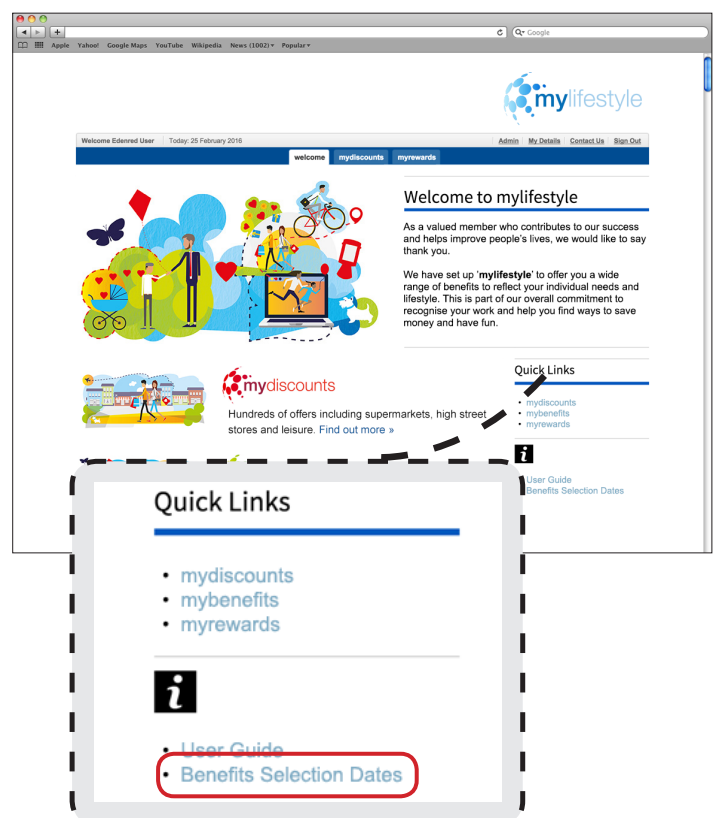 Google
Apple Yahoo! Google Maps YouTube Wikipedia News (1002) Popular
mylifestyle
Welcome Edenred User Today: 25 February 2016 Admin My Details Contact Us Sign Out
welcome mydiscounts myrewards
Welcome to mylifestyle
As a valued member who contributes to our success
and helps improve people's lives, we would like to say
thank you.
We have set up 'mylifestyle' to offer you a wide
range of benefits to reflect your individual needs and
lifestyle. This is part of our overall commitment to
recognise your work and help you find ways to save
money and have fun.
mydiscounts
Hundreds of offers including supermarkets, high street
stores and leisure. Find out more »
Quick Links
• mydiscounts
• mybenefits
• myrewards
i
User Guide
Benefits Selection Dates
Quick Links
• mydiscounts
• mybenefits
• myrewards
i
• User Guide
• Benefits Selection Dates